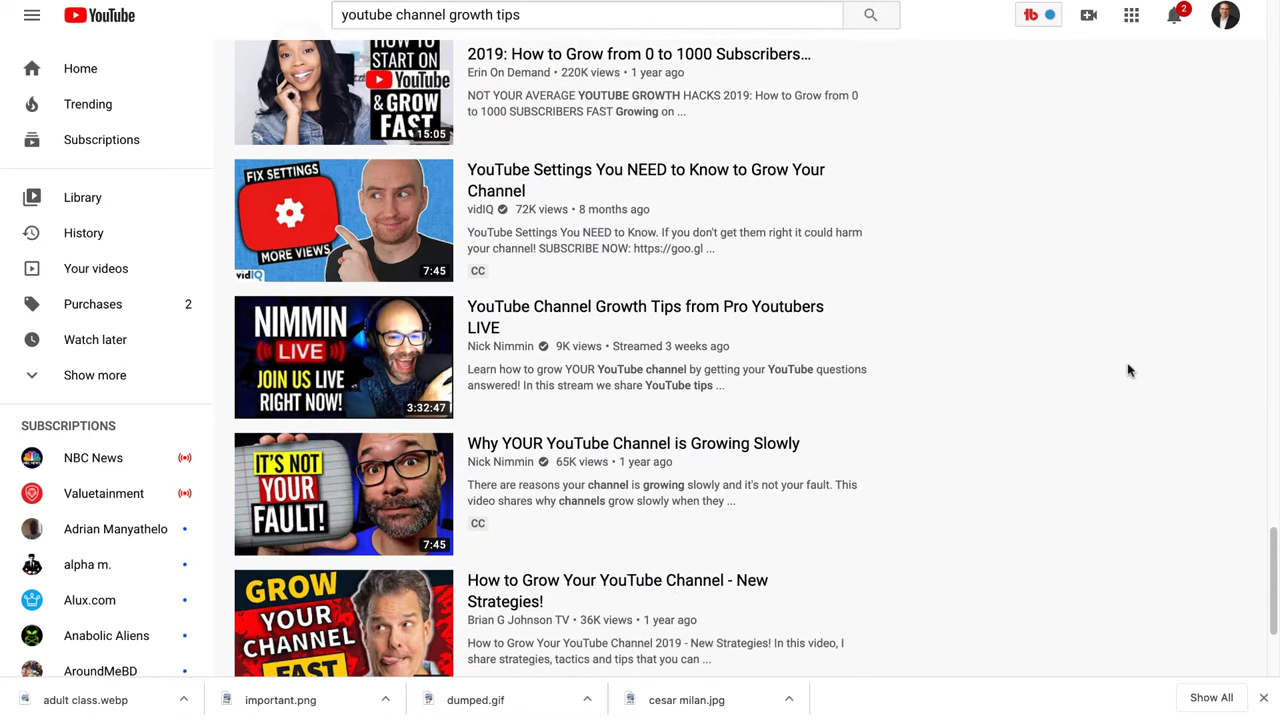 YouTube
youtube channel growth tips
tb
2
Home
Trending
Subscriptions
Library
History
Your videos
Purchases 2
Watch later
Show more
SUBSCRIPTIONS
NBC News
Valuetainment
Adrian Manyathelo
alpha m.
Alux.com
Anabolic Aliens
AroundMeBD
HOW TO
START ON
YouTube
& GROW
FAST
15:05
2019: How to Grow from 0 to 1000 Subscribers…
Erin On Demand • 220K views • 1 year ago
NOT YOUR AVERAGE YOUTUBE GROWTH HACKS 2019: How to Grow from 0
to 1000 SUBSCRIBERS FAST Growing on ...
FIX SETTINGS
MORE VIEWS
vidIQ
7:45
YouTube Settings You NEED to Know to Grow Your
Channel
vidIQ 72K views • 8 months ago
YouTube Settings You NEED to Know. If you don't get them right it could harm
your channel! SUBSCRIBE NOW: https://goo.gl ...
CC
NIMMIN
LIVE
JOIN US LIVE
RIGHT NOW!
3:32:47
YouTube Channel Growth Tips from Pro Youtubers
LIVE
Nick Nimmin 9K views • Streamed 3 weeks ago
Learn how to grow YOUR YouTube channel by getting your YouTube questions
answered! In this stream we share YouTube tips ...
IT'S NOT
YOUR
FAULT!
7:45
Why YOUR YouTube Channel is Growing Slowly
Nick Nimmin 65K views • 1 year ago
There are reasons your channel is growing slowly and it's not your fault. This
video shares why channels grow slowly when they ...
CC
GROW
YOUR
CHANNEL
FAST
How to Grow Your YouTube Channel - New
Strategies!
Brian G Johnson TV • 36K views • 1 year ago
How to Grow Your YouTube Channel 2019 - New Strategies! In this video, I
share strategies, tactics and tips that you can ...
adult class.webp
important.png
dumped.gif
cesar milan.jpg
Show All